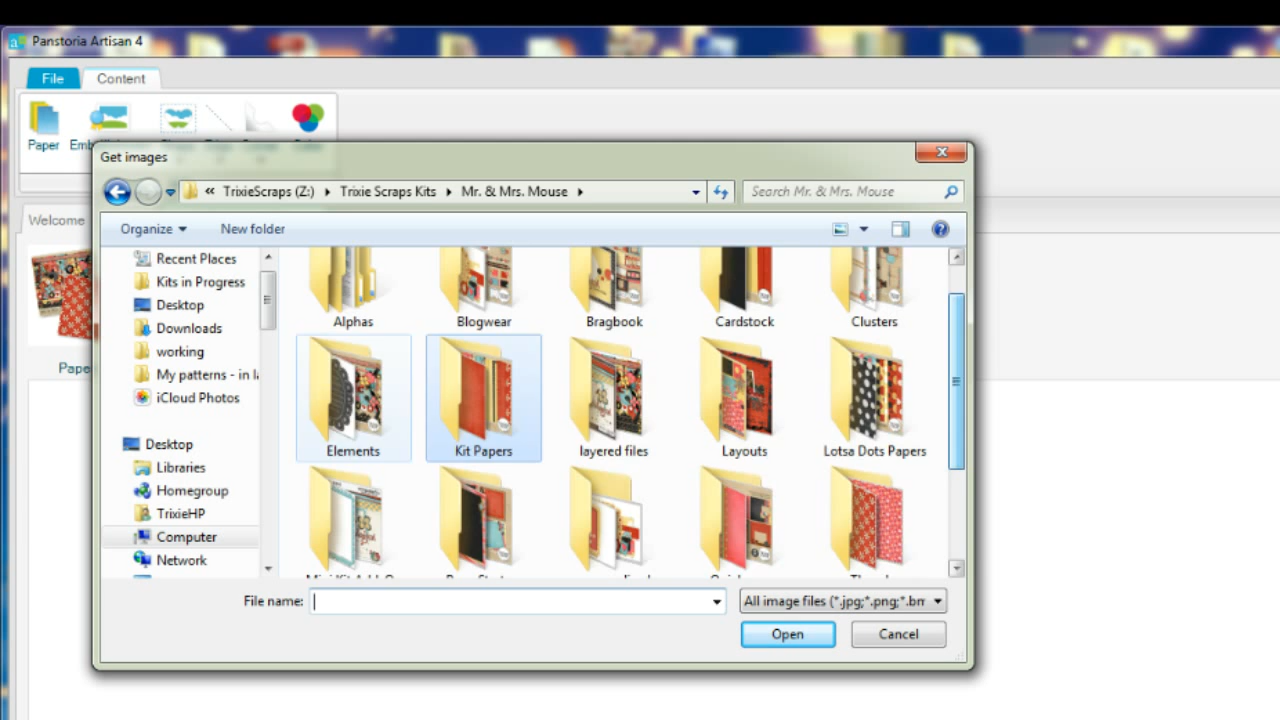 Panstoria Artisan 4
File Content
Paper
Get images
« TrixieScraps (Z:) Trixie Scraps Kits Mr. & Mrs. Mouse
Search Mr. & Mrs. Mouse
Organize New folder
Welcome
Recent Places
Kits in Progress
Desktop
Downloads
working
My patterns - in
iCloud Photos
Desktop
Libraries
Homegroup
TrixieHP
Computer
Network
Alphas Blogwear Bragbook Cardstock Clusters
Elements Kit Papers layered files Layouts Lotsa Dots Papers
File name:
All image files (*.jpg;*.png;*.bm
Open Cancel